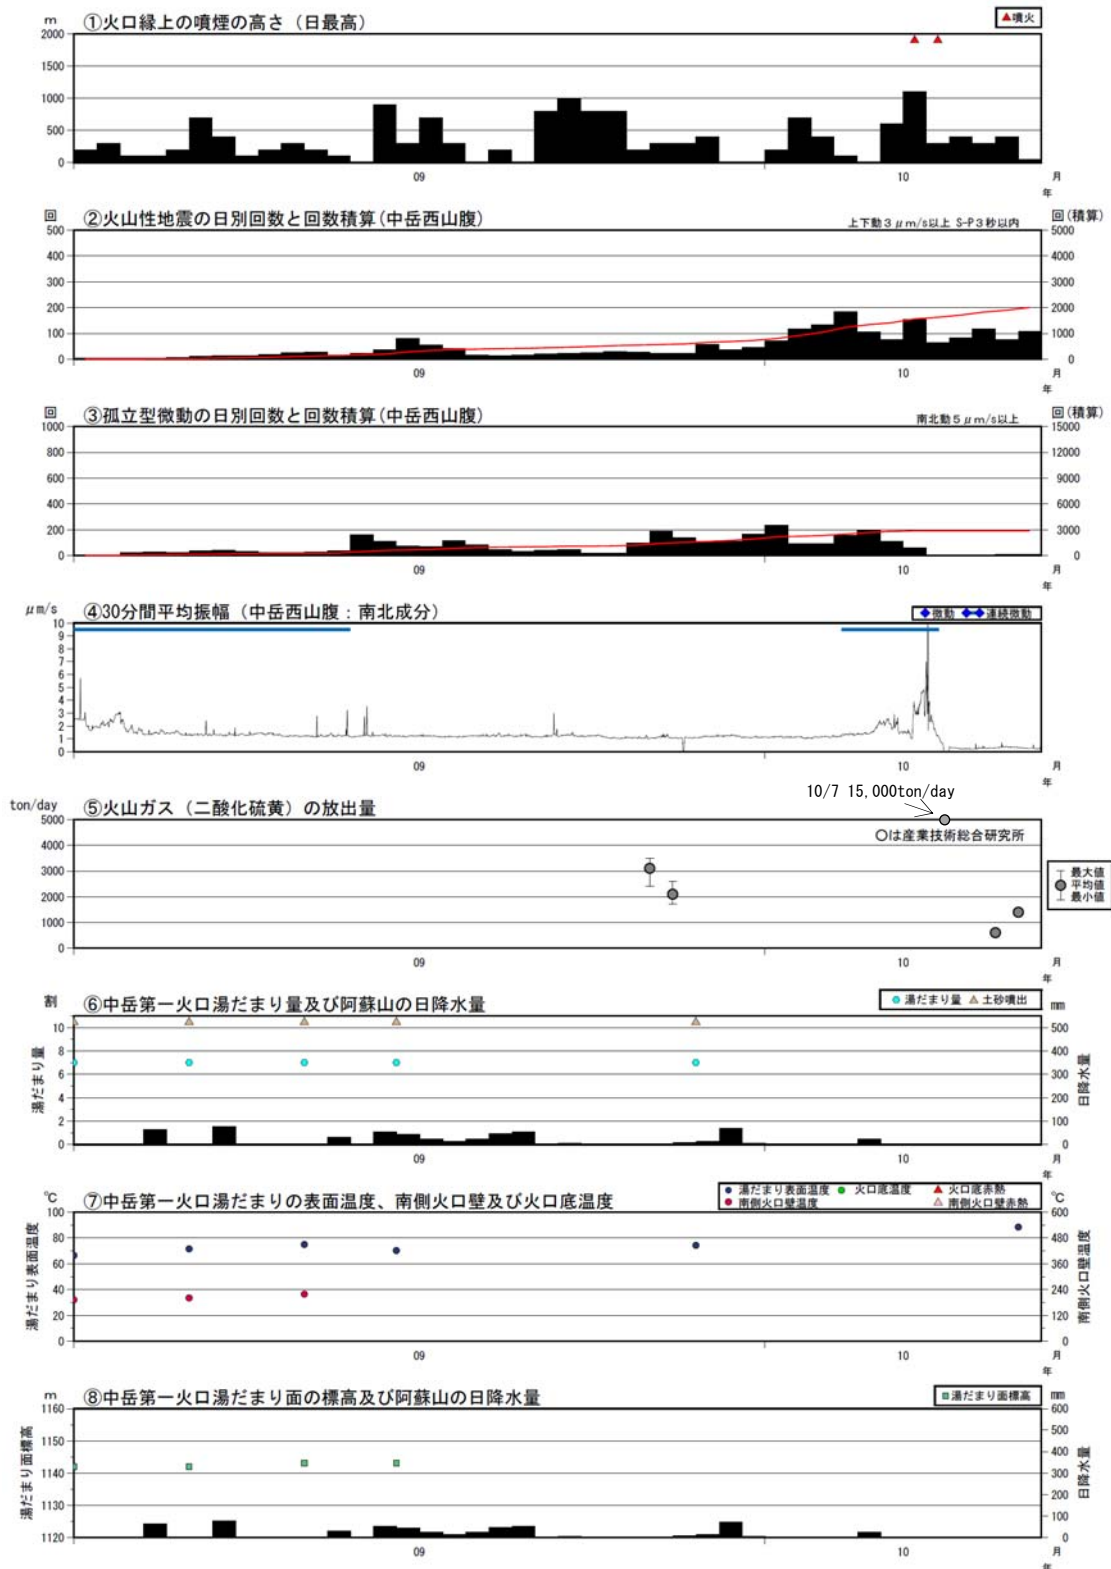 m
①火口縁上の噴煙の高さ（日最高）
▲噴火
2000
1500
1000
500
0
09
10
月
年
回
②火山性地震の日別回数と回数積算(中岳西山腹)
上下動３μm/s以上 S-P３秒以内
回(積算)
500
400
300
200
100
0
5000
4000
3000
2000
1000
0
09
10
月
年
回
③孤立型微動の日別回数と回数積算(中岳西山腹)
南北動５μm/s以上
回(積算)
1000
800
600
400
200
0
15000
12000
9000
6000
3000
0
09
10
月
年
μm/s
④30分間平均振幅（中岳西山腹：南北成分）
◆微動 ◆◆連続微動
10
9
8
7
6
5
4
3
2
1
0
09
10
月
年
ton/day
⑤火山ガス（二酸化硫黄）の放出量
10/7 15,000ton/day
○は産業技術総合研究所
最大値
平均値
最小値
5000
4000
3000
2000
1000
0
09
10
月
年
割
⑥中岳第一火口湯だまり量及び阿蘇山の日降水量
湯だまり量 土砂噴出
mm
湯だまり量
10
8
6
4
2
0
500
400
300
200
100
0
日降水量
09
10
月
年
℃
⑦中岳第一火口湯だまりの表面温度、南側火口壁及び火口底温度
湯だまり表面温度 火口底温度 火口底赤熱
南側火口壁温度 南側火口壁赤熱
℃
湯だまり表面温度
100
80
60
40
20
0
600
480
360
240
120
0
南側火口壁温度
09
10
月
年
m
⑧中岳第一火口湯だまり面の標高及び阿蘇山の日降水量
湯だまり面標高
mm
湯だまり面標高
1160
1150
1140
1130
1120
600
500
400
300
200
100
0
日降水量
09
10
月
年